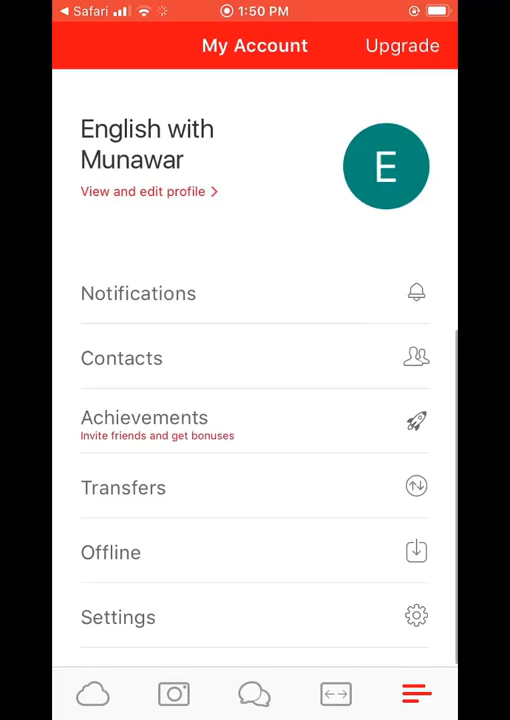 Safari 1:50 PM
My Account Upgrade
English with
Munawar
E
View and edit profile
Notifications
Contacts
Achievements
Invite friends and get bonuses
Transfers
Offline
Settings